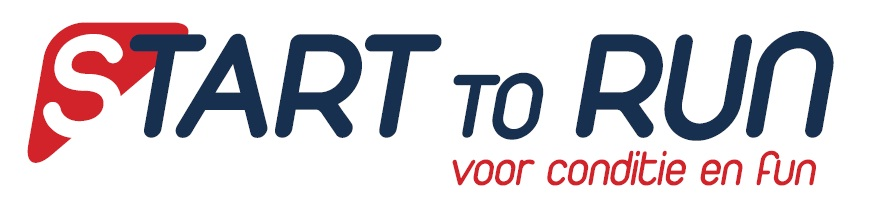 START TO RUN
voor conditie en fun